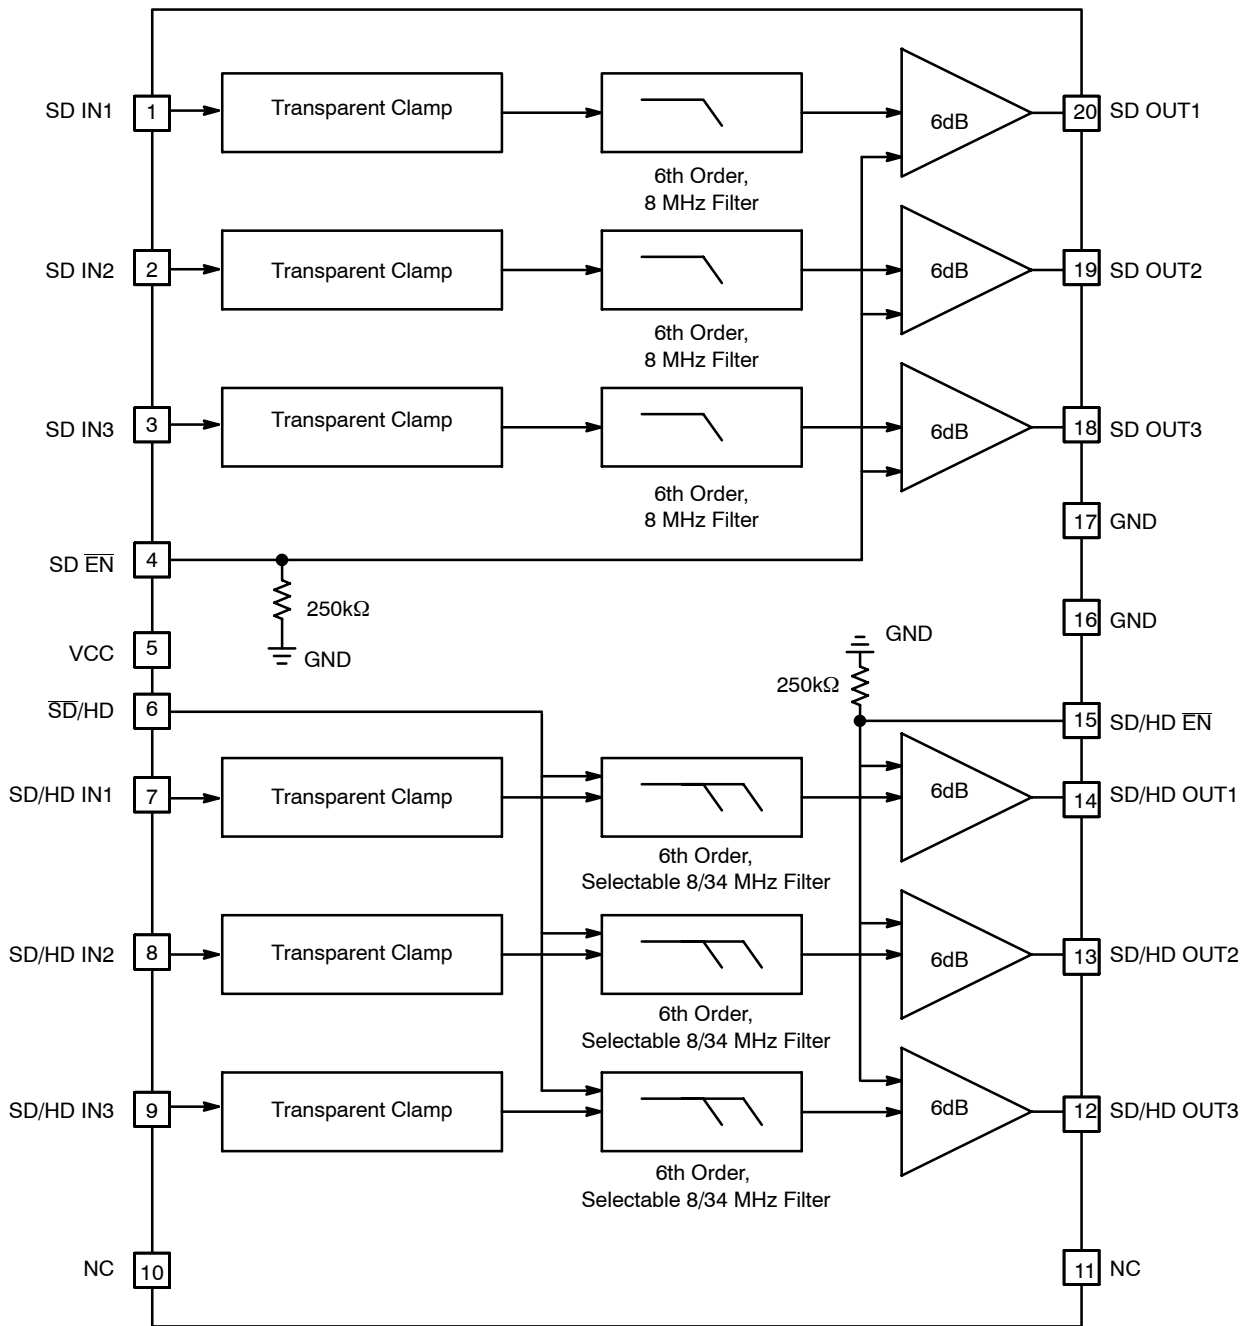 SD IN1 1 Transparent Clamp 6dB 20 SD OUT1
6th Order,
8 MHz Filter
SD IN2 2 Transparent Clamp 6dB 19 SD OUT2
6th Order,
8 MHz Filter
SD IN3 3 Transparent Clamp 6dB 18 SD OUT3
6th Order,
8 MHz Filter
17 GND
SD E̅N̅ 4
250kΩ
GND
16 GND
VCC 5
GND
250kΩ
S̅D̅/HD 6
15 SD/HD E̅N̅
SD/HD IN1 7 Transparent Clamp 6dB 14 SD/HD OUT1
6th Order,
Selectable 8/34 MHz Filter
SD/HD IN2 8 Transparent Clamp 6dB 13 SD/HD OUT2
6th Order,
Selectable 8/34 MHz Filter
SD/HD IN3 9 Transparent Clamp 6dB 12 SD/HD OUT3
6th Order,
Selectable 8/34 MHz Filter
NC 10
11 NC